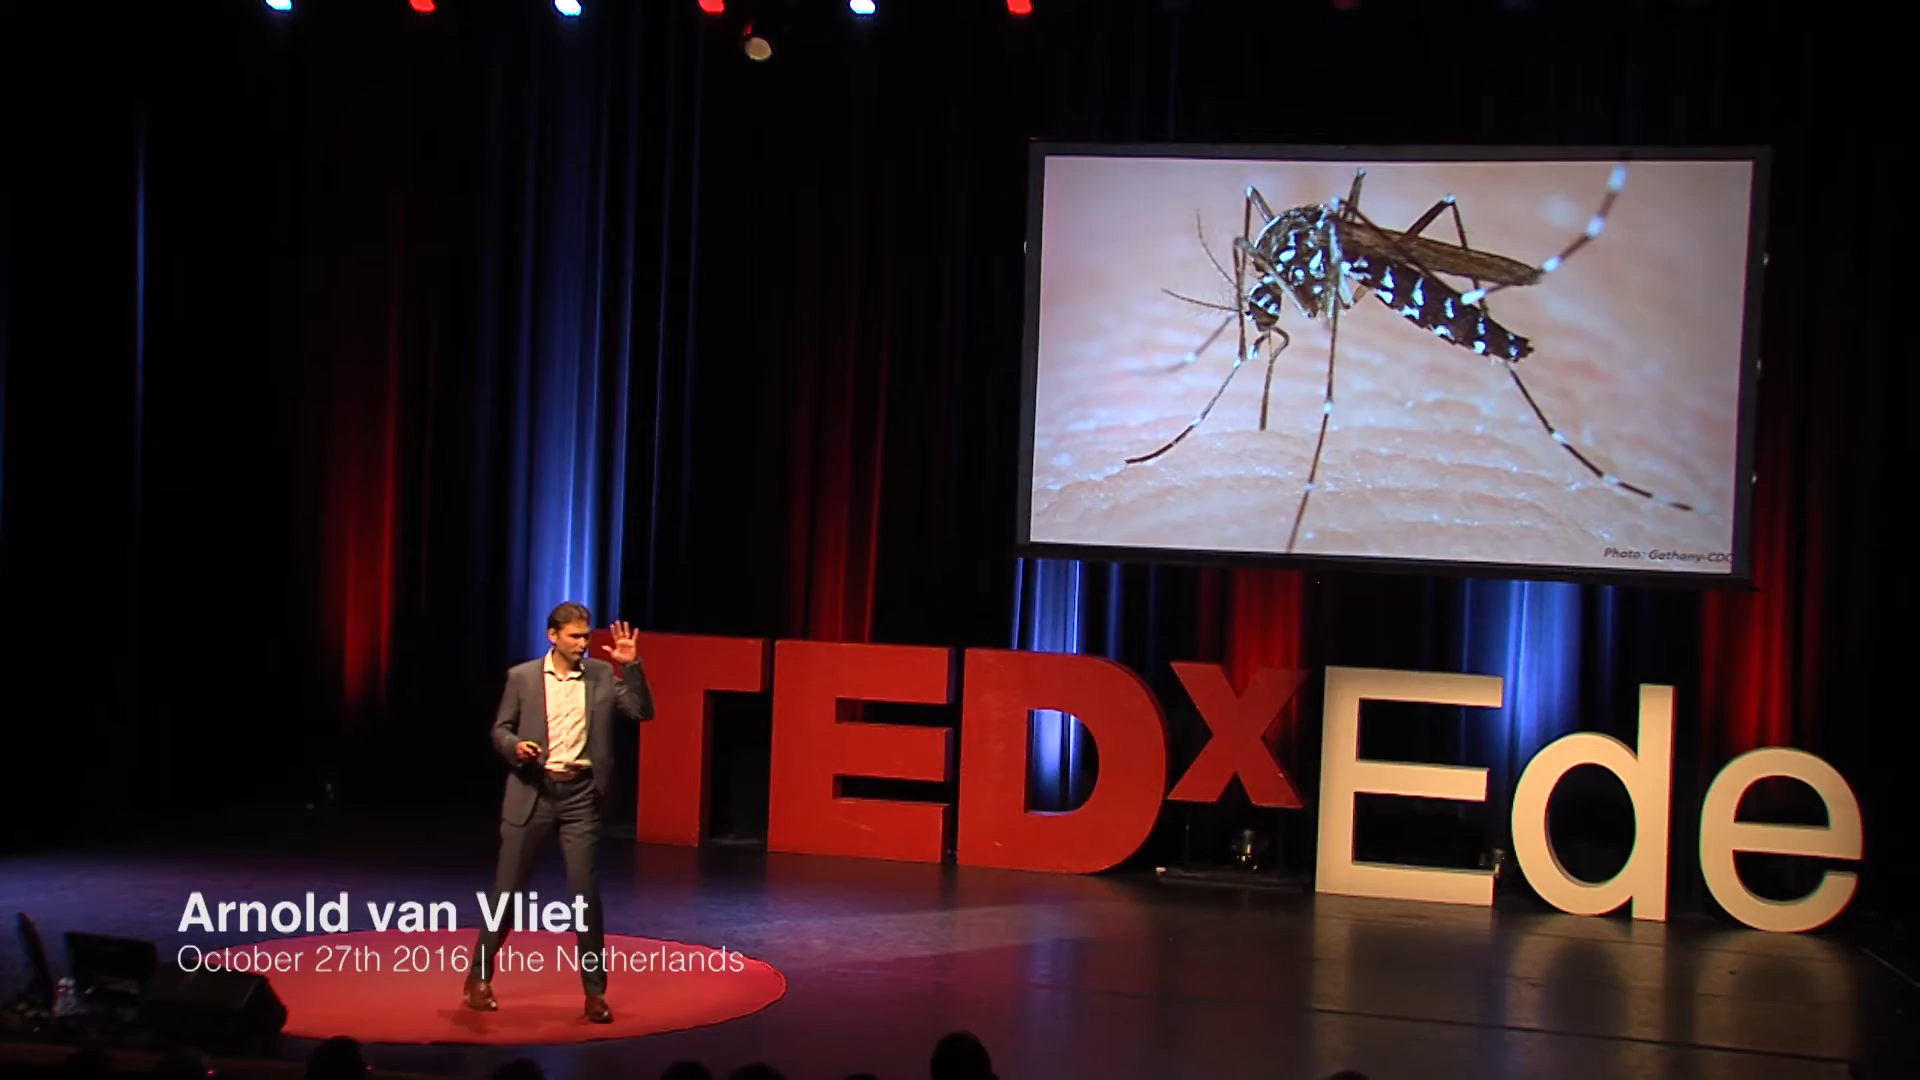 Photo: Gathany-CDC
TEDxEde
Arnold van Vliet
October 27th 2016 | the Netherlands